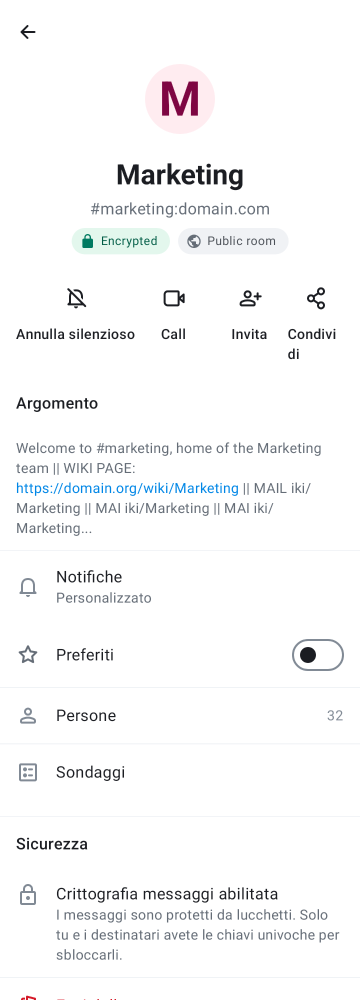 M
Marketing
#marketing:domain.com
Encrypted
Public room
Annulla silenzioso
Call
Invita
Condivi
di
Argomento
Welcome to #marketing, home of the Marketing
team || WIKI PAGE:
https://domain.org/wiki/Marketing || MAIL iki/
Marketing || MAI iki/Marketing || MAI iki/
Marketing...
Notifiche
Personalizzato
Preferiti
Persone
32
Sondaggi
Sicurezza
Crittografia messaggi abilitata
I messaggi sono protetti da lucchetti. Solo
tu e i destinatari avete le chiavi univoche per
sbloccarli.